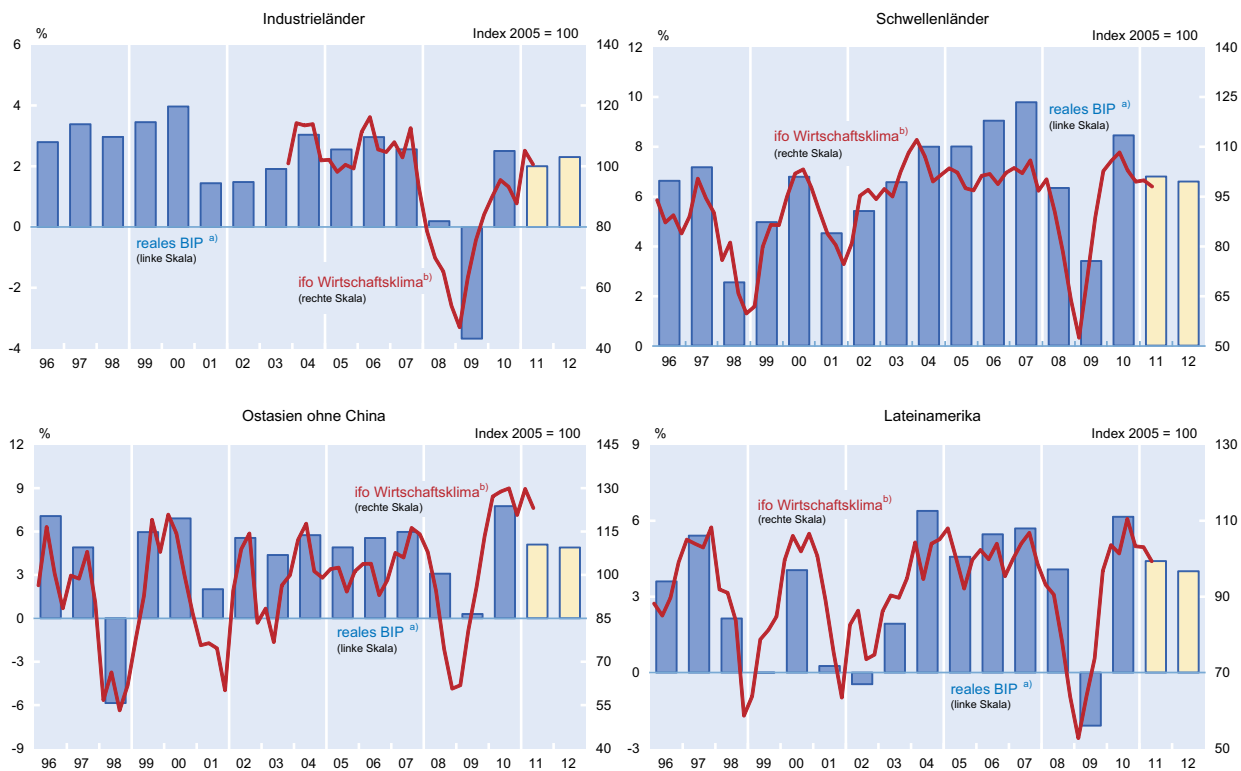 Industrieländer
% Index 2005 = 100
6 140
4 120
2 100
0 80
-2 60
-4 40
reales BIP a)
(linke Skala)
ifo Wirtschaftsklima b)
(rechte Skala)
96 97 98 99 00 01 02 03 04 05 06 07 08 09 10 11 12
Schwellenländer
% Index 2005 = 100
12 140
10 125
8 110
6 95
4 80
2 65
0 50
reales BIP a)
(linke Skala)
ifo Wirtschaftsklima b)
(rechte Skala)
96 97 98 99 00 01 02 03 04 05 06 07 08 09 10 11 12
Ostasien ohne China
% Index 2005 = 100
12 145
9 130
6 115
3 100
0 85
-3 70
-6 55
-9 40
ifo Wirtschaftsklima b)
(rechte Skala)
reales BIP a)
(linke Skala)
96 97 98 99 00 01 02 03 04 05 06 07 08 09 10 11 12
Lateinamerika
% Index 2005 = 100
9 130
6 110
3 90
0 70
-3 50
ifo Wirtschaftsklima b)
(rechte Skala)
reales BIP a)
(linke Skala)
96 97 98 99 00 01 02 03 04 05 06 07 08 09 10 11 12